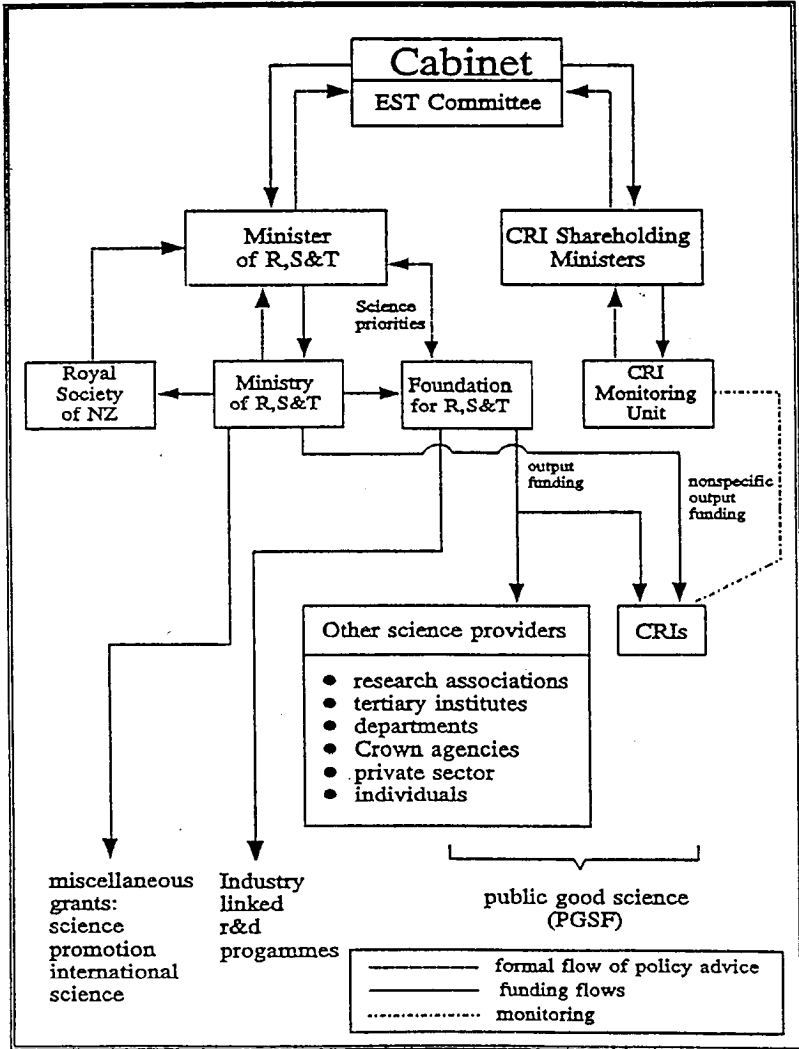 Cabinet
EST Committee
Minister
of R,S&T
CRI Shareholding
Ministers
Science
priorities
Royal
Society
of NZ
Ministry
of R,S&T
Foundation
for R,S&T
CRI
Monitoring
Unit
output
funding
nonspecific
output
funding
Other science providers
CRIs
● research associations
● tertiary institutes
● departments
● Crown agencies
● private sector
● individuals
miscellaneous
grants:
science
promotion
international
science
Industry
linked
r&d
progammes
public good science
(PGSF)
formal flow of policy advice
funding flows
monitoring